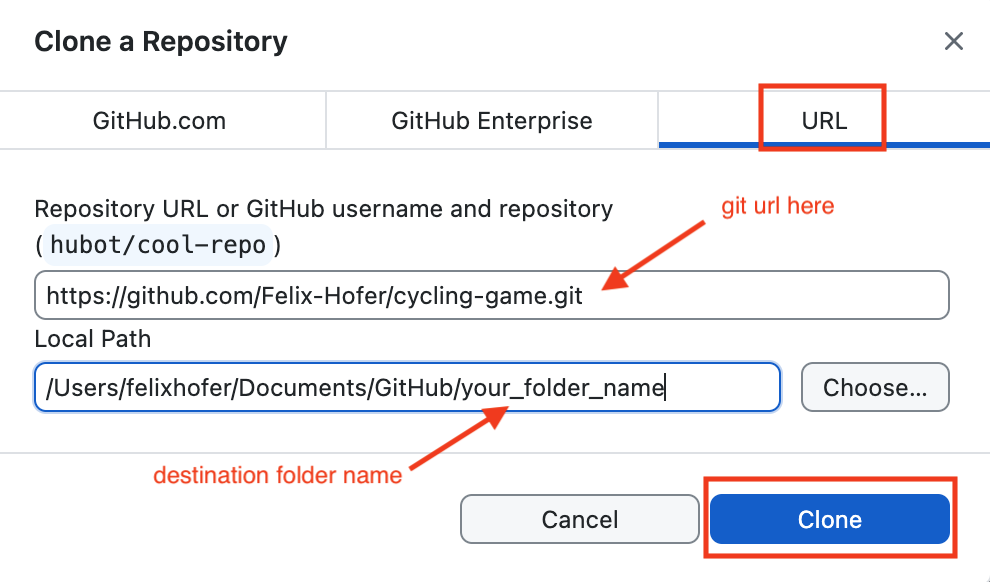 Clone a Repository
GitHub.com
GitHub Enterprise
URL
git url here
Repository URL or GitHub username and repository
(hubot/cool-repo)
https://github.com/Felix-Hofer/cycling-game.git
Local Path
/Users/felixhofer/Documents/GitHub/your_folder_name
Choose...
destination folder name
Cancel
Clone